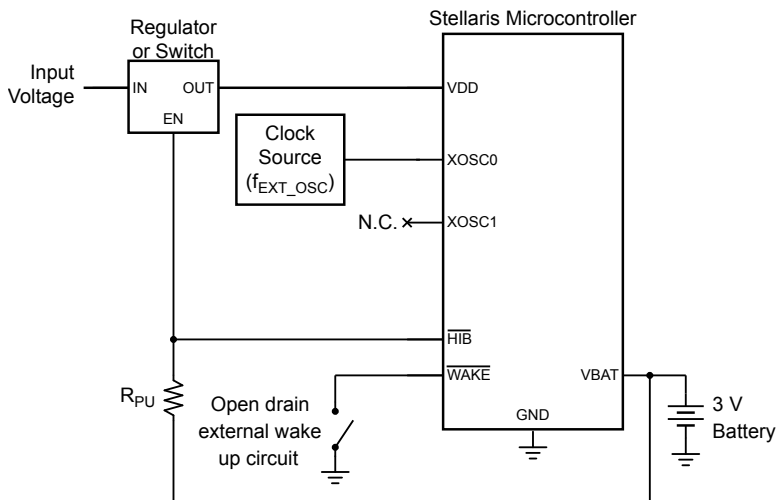 Stellaris Microcontroller
Regulator
or Switch
Input
Voltage
IN
OUT
EN
VDD
Clock
Source
(fEXT_OSC)
XOSC0
N.C.
XOSC1
HIB
WAKE
VBAT
RPU
Open drain
external wake
up circuit
GND
3 V
Battery